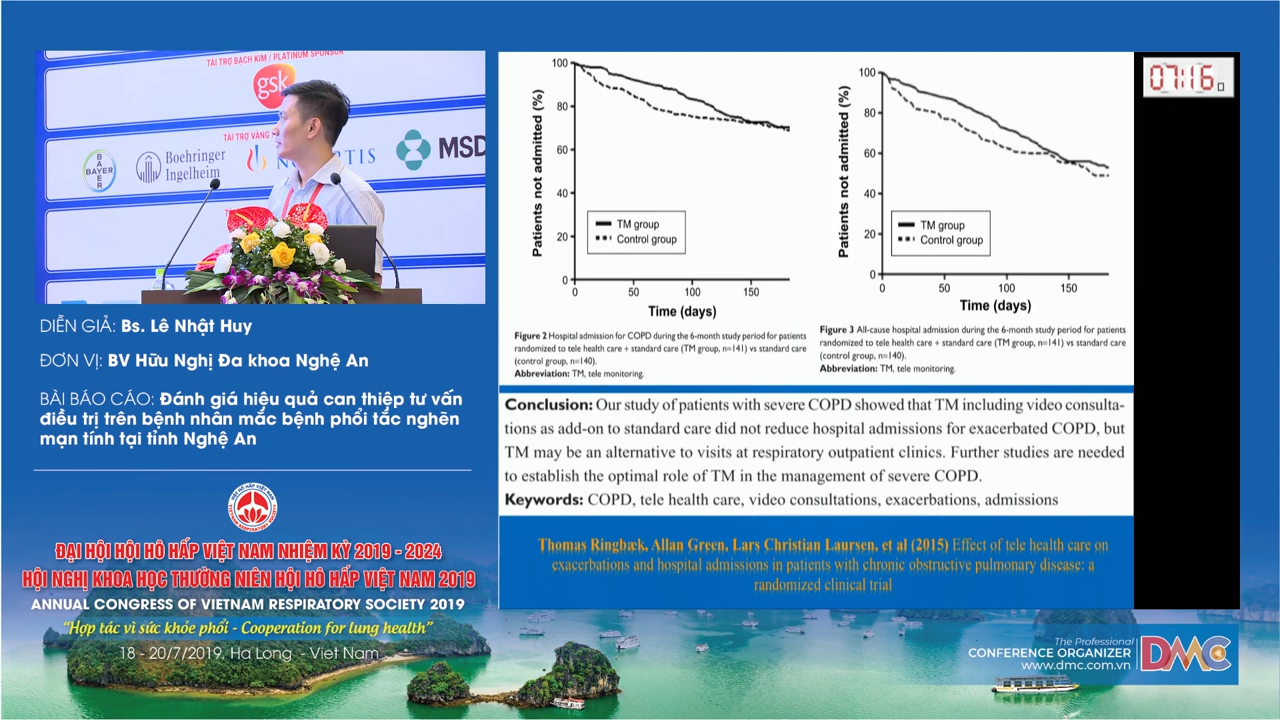 TÀI TRỢ BẠCH KIM / PLATINUM SPONSOR
gsk
TÀI TRỢ VÀNG
BAYER
Boehringer
Ingelheim
MSD
DIỄN GIẢ: Bs. Lê Nhật Huy
ĐƠN VỊ: BV Hữu Nghị Đa khoa Nghệ An
BÀI BÁO CÁO: Đánh giá hiệu quả can thiệp tư vấn
điều trị trên bệnh nhân mắc bệnh phổi tắc nghẽn
mạn tính tại tỉnh Nghệ An
HỘI HÔ HẤP VIỆT NAM
VIETNAM RESPIRATORY SOCIETY
ĐẠI HỘI HỘI HÔ HẤP VIỆT NAM NHIỆM KỲ 2019 - 2024
HỘI NGHỊ KHOA HỌC THƯỜNG NIÊN HỘI HÔ HẤP VIỆT NAM 2019
ANNUAL CONGRESS OF VIETNAM RESPIRATORY SOCIETY 2019
“Hợp tác vì sức khỏe phổi - Cooperation for lung health”
18 - 20/7/2019, Ha Long - Viet Nam
Patients not admitted (%)
100
80
60
40
20
0
TM group
Control group
0 50 100 150
Time (days)
Figure 2 Hospital admission for COPD during the 6-month study period for patients
randomized to tele health care + standard care (TM group, n=141) vs standard care
(control group, n=140).
Abbreviation: TM, tele monitoring.
Patients not admitted (%)
100
80
60
40
20
0
TM group
Control group
0 50 100 150
Time (days)
Figure 3 All-cause hospital admission during the 6-month study period for patients
randomized to tele health care + standard care (TM group, n=141) vs standard care
(control group, n=140).
Abbreviation: TM, tele monitoring.
Conclusion: Our study of patients with severe COPD showed that TM including video consulta-
tions as add-on to standard care did not reduce hospital admissions for exacerbated COPD, but
TM may be an alternative to visits at respiratory outpatient clinics. Further studies are needed
to establish the optimal role of TM in the management of severe COPD.
Keywords: COPD, tele health care, video consultations, exacerbations, admissions
Thomas Ringbæk, Allan Green, Lars Christian Laursen, et al (2015) Effect of tele health care on
exacerbations and hospital admissions in patients with chronic obstructive pulmonary disease: a
randomized clinical trial
07:16
The Professional
CONFERENCE ORGANIZER
www.dmc.com.vn
DMC